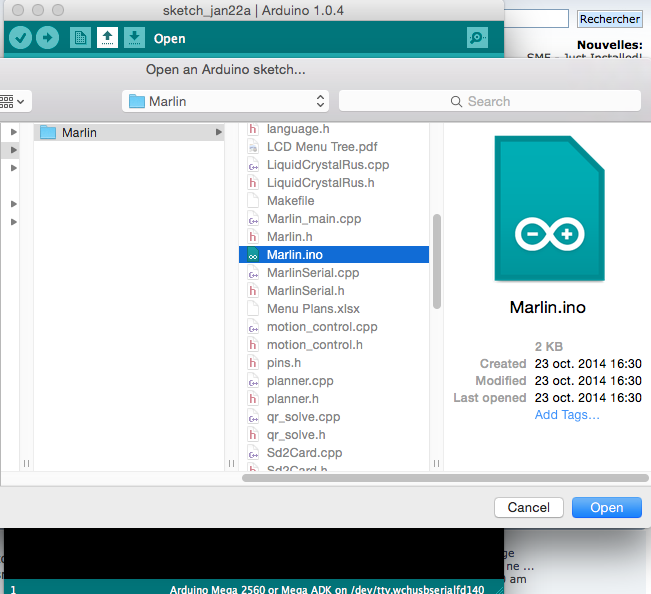 sketch_jan22a | Arduino 1.0.4
Open
Rechercher
Nouvelles:
SMF - Just Installed!
Open an Arduino sketch...
Marlin
Search
Marlin
language.h
LCD Menu Tree.pdf
LiquidCrystalRus.cpp
LiquidCrystalRus.h
Makefile
Marlin_main.cpp
Marlin.h
Marlin.ino
MarlinSerial.cpp
MarlinSerial.h
Menu Plans.xlsx
motion_control.cpp
motion_control.h
pins.h
planner.cpp
planner.h
qr_solve.cpp
qr_solve.h
Sd2Card.cpp
Sd2Card.h
Marlin.ino
2 KB
Created 23 oct. 2014 16:30
Modified 23 oct. 2014 16:30
Last opened 23 oct. 2014 16:30
Add Tags…
Cancel
Open
ne ...
am
1
Arduino Mega 2560 or Mega ADK on /dev/tty.wchusbserialfd140